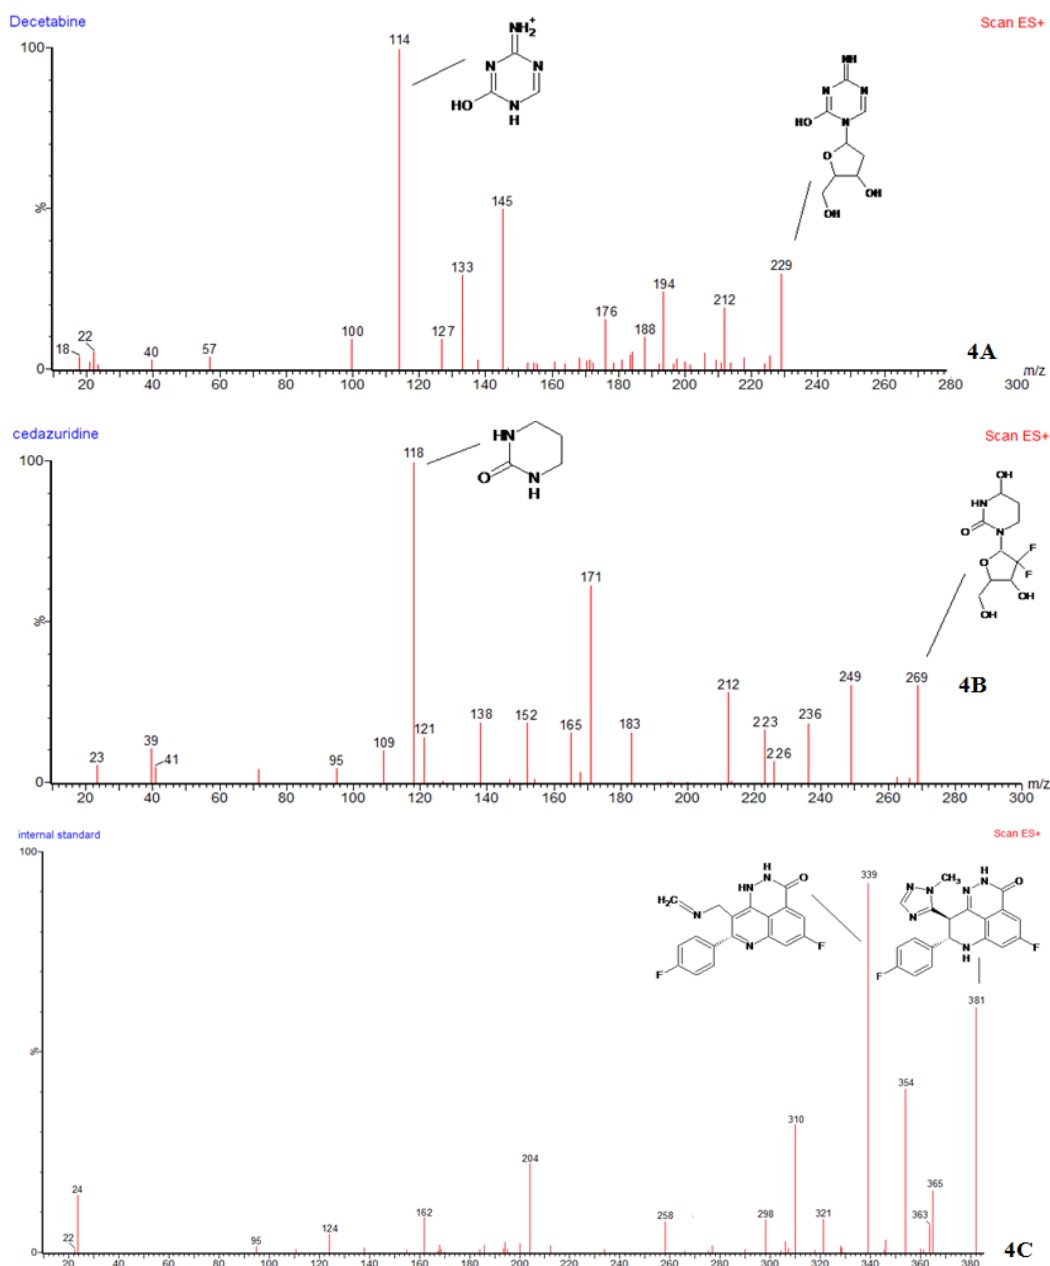 Decetabine
Scan ES+
100
114
NH2+
N
N
HO
N
H
NH
N
N
HO
N
O
OH
OH
%
145
133
229
194
212
176
188
100
127
18
22
40
57
0
4A
20 40 60 80 100 120 140 160 180 200 220 240 260 280 300
m/z
cedazuridine
Scan ES+
100
118
HN
O
N
H
OH
HN
O
N
O
F
F
OH
OH
%
171
4B
269
249
212
236
223
226
138
152
165
183
121
109
95
39
41
23
0
20 40 60 80 100 120 140 160 180 200 220 240 260 280 300 m/z
internal standard
Scan ES+
100
339
H
HN
N
O
H2C
N
N
F
F
N
N
CH3
N
H
N
NH
O
N
H
F
F
381
%
354
310
204
365
363
24
22
162
124
95
258
298
321
0
4C
20 40 60 80 100 120 140 160 180 200 220 240 260 280 300 320 340 360 380